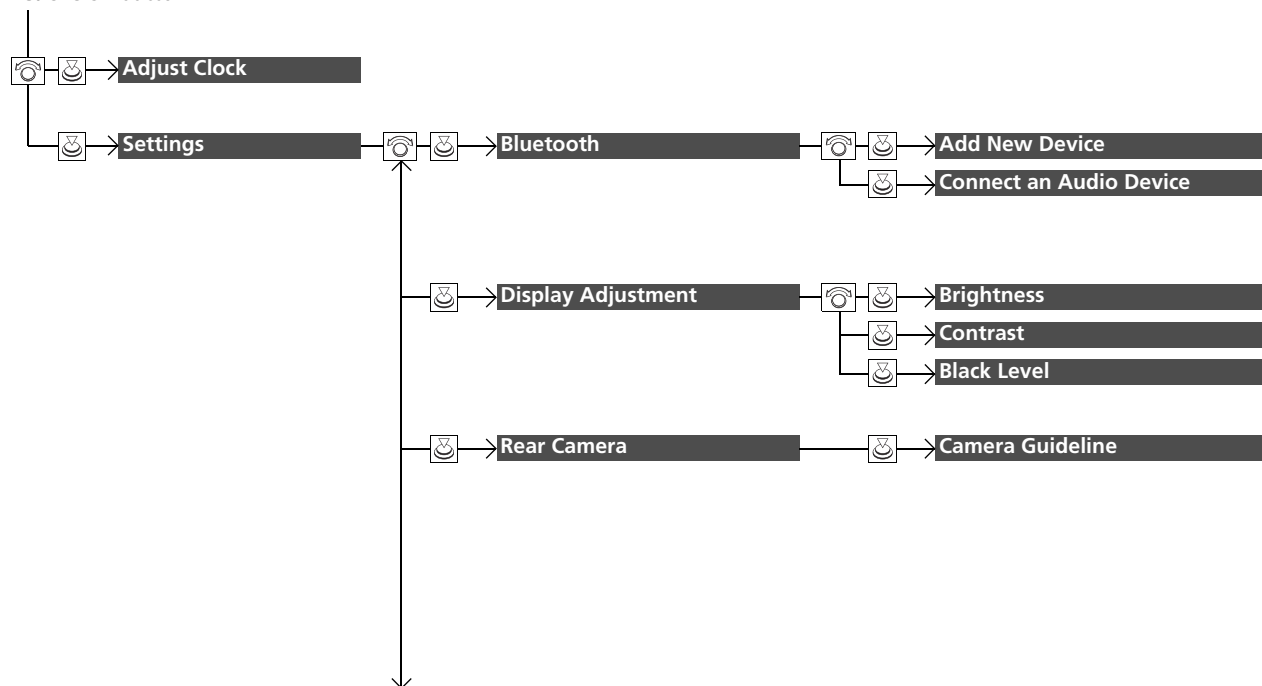 Adjust Clock
Settings
Bluetooth
Add New Device
Connect an Audio Device
Display Adjustment
Brightness
Contrast
Black Level
Rear Camera
Camera Guideline